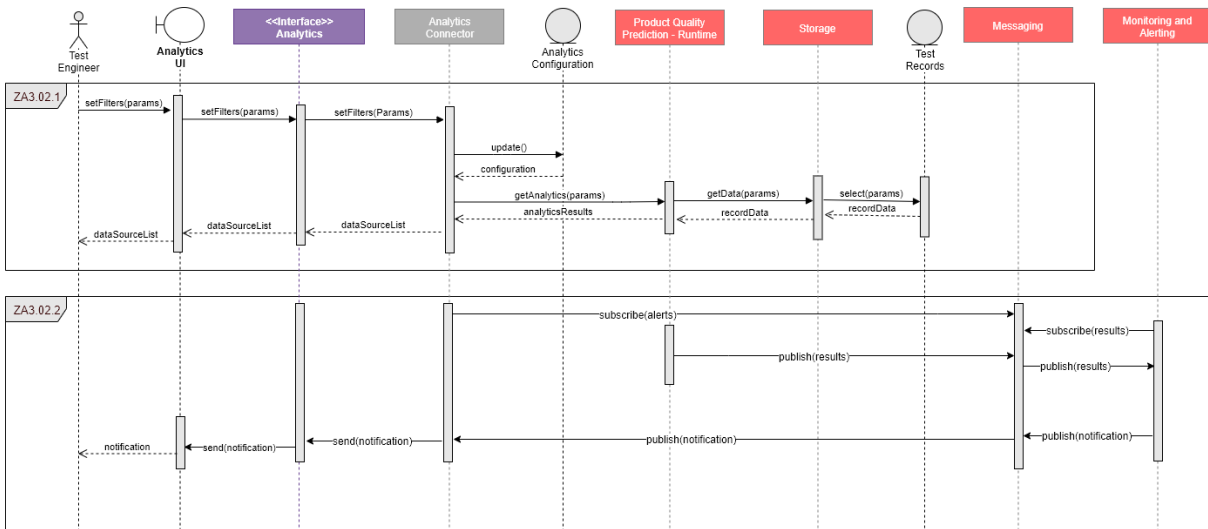 Test
Engineer
Analytics
UI
<<Interface>>
Analytics
Analytics
Connector
Analytics
Configuration
Product Quality
Prediction - Runtime
Storage
Test
Records
Messaging
Monitoring and
Alerting
ZA3.02.1
setFilters(params)
setFilters(params)
setFilters(Params)
update()
configuration
getAnalytics(params)
getData(params)
select(params)
analyticsResults
recordData
recordData
dataSourceList
dataSourceList
dataSourceList
ZA3.02.2
subscribe(alerts)
subscribe(results)
publish(results)
publish(results)
notification
send(notification)
send(notification)
publish(notification)
publish(notification)